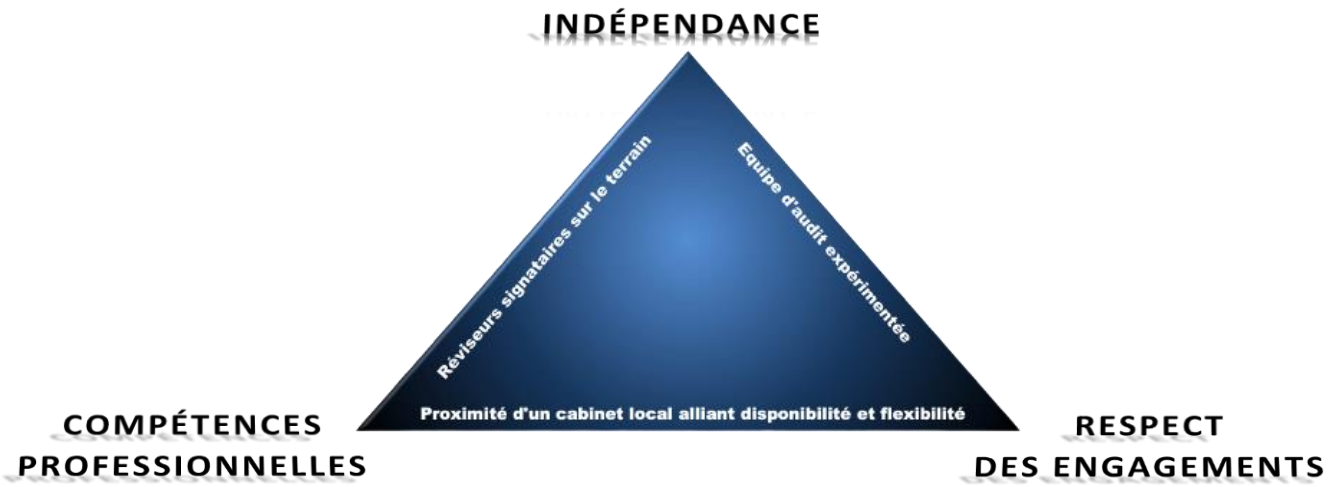 INDÉPENDANCE
Réviseurs signataires sur le terrain
Equipe d'audit expérimentée
Proximité d'un cabinet local alliant disponibilité et flexibilité
COMPÉTENCES
PROFESSIONNELLES
RESPECT
DES ENGAGEMENTS